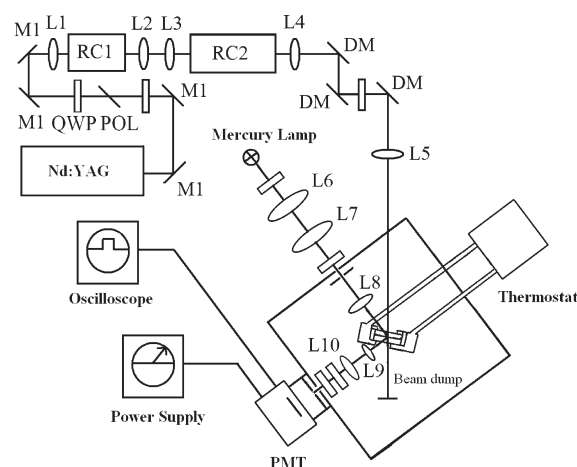 M1 L1 RC1 L2 L3 RC2 L4 DM
M1 QWP POL M1 DM DM
Nd:YAG M1
Mercury Lamp L5
L6
L7
L8
Thermostat
Oscilloscope
L10 L9
Beam dump
Power Supply
PMT